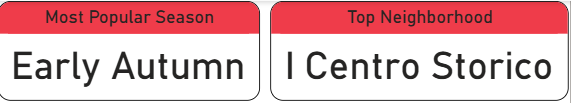 Most Popular Season
Early Autumn
Top Neighborhood
I Centro Storico